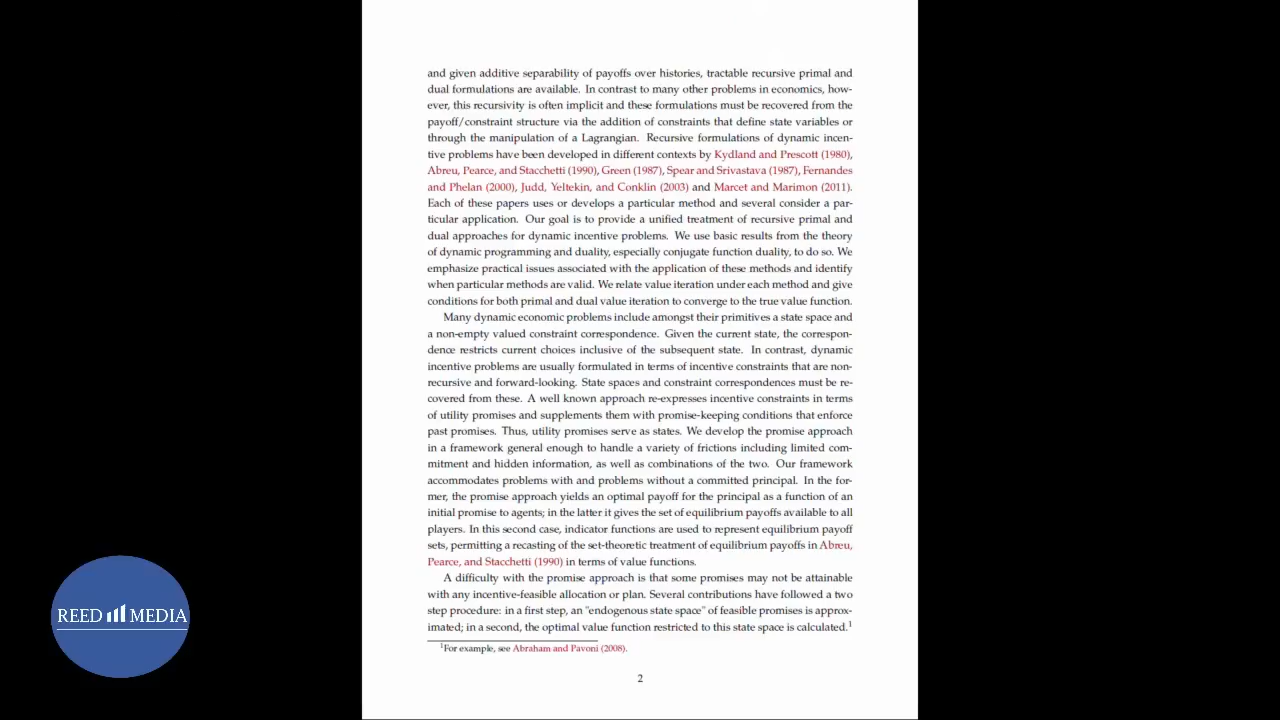 and given additive separability of payoffs over histories, tractable recursive primal and
dual formulations are available. In contrast to many other problems in economics, how-
ever, this recursivity is often implicit and these formulations must be recovered from the
payoff/constraint structure via the addition of constraints that define state variables or
through the manipulation of a Lagrangian. Recursive formulations of dynamic incen-
tive problems have been developed in different contexts by Kydland and Prescott (1980),
Abreu, Pearce, and Stacchetti (1990), Green (1987), Spear and Srivastava (1987), Fernandes
and Phelan (2000), Judd, Yeltekin, and Conklin (2003) and Marcet and Marimon (2011).
Each of these papers uses or develops a particular method and several consider a par-
ticular application. Our goal is to provide a unified treatment of recursive primal and
dual approaches for dynamic incentive problems. We use basic results from the theory
of dynamic programming and duality, especially conjugate function duality, to do so. We
emphasize practical issues associated with the application of these methods and identify
when particular methods are valid. We relate value iteration under each method and give
conditions for both primal and dual value iteration to converge to the true value function.
Many dynamic economic problems include amongst their primitives a state space and
a non-empty valued constraint correspondence. Given the current state, the correspon-
dence restricts current choices inclusive of the subsequent state. In contrast, dynamic
incentive problems are usually formulated in terms of incentive constraints that are non-
recursive and forward-looking. State spaces and constraint correspondences must be re-
covered from these. A well known approach re-expresses incentive constraints in terms
of utility promises and supplements them with promise-keeping conditions that enforce
past promises. Thus, utility promises serve as states. We develop the promise approach
in a framework general enough to handle a variety of frictions including limited com-
mitment and hidden information, as well as combinations of the two. Our framework
accommodates problems with and problems without a committed principal. In the for-
mer, the promise approach yields an optimal payoff for the principal as a function of an
initial promise to agents; in the latter it gives the set of equilibrium payoffs available to all
players. In this second case, indicator functions are used to represent equilibrium payoff
sets, permitting a recasting of the set-theoretic treatment of equilibrium payoffs in Abreu,
Pearce, and Stacchetti (1990) in terms of value functions.
A difficulty with the promise approach is that some promises may not be attainable
with any incentive-feasible allocation or plan. Several contributions have followed a two
step procedure: in a first step, an "endogenous state space" of feasible promises is approx-
imated; in a second, the optimal value function restricted to this state space is calculated.1
1For example, see Abraham and Pavoni (2008).
2
REED MEDIA